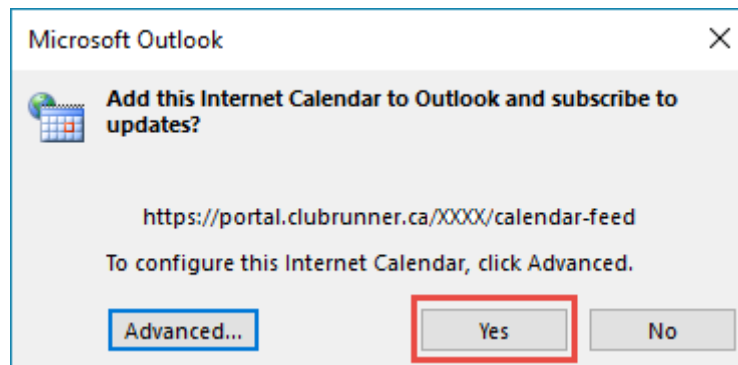 Microsoft Outlook
Add this Internet Calendar to Outlook and subscribe to
updates?
https://portal.clubrunner.ca/XXXX/calendar-feed
To configure this Internet Calendar, click Advanced.
Advanced... Yes No